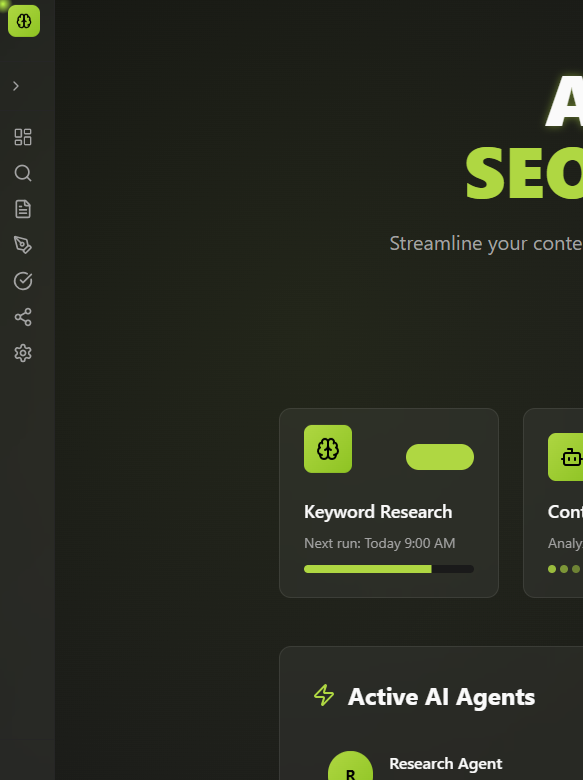 A
SEO
Streamline your conte
Keyword Research
Next run: Today 9:00 AM
Cont
Analy
Active AI Agents
R
Research Agent